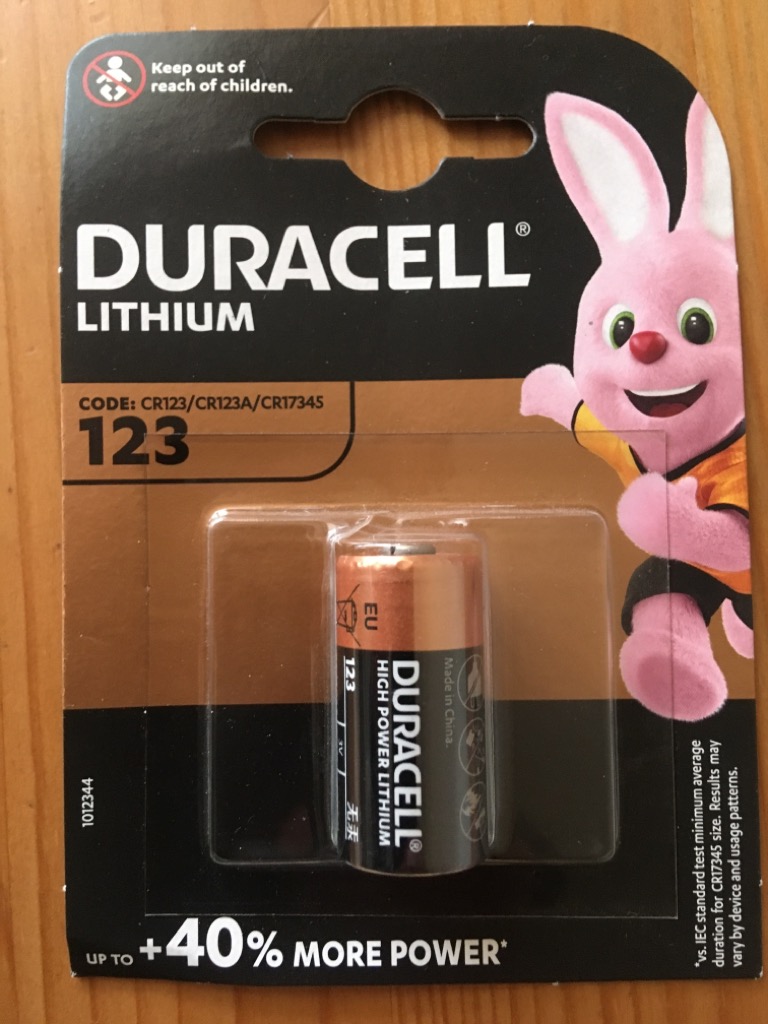 Keep out of
reach of children.
DURACELL®
LITHIUM
CODE: CR123/CR123A/CR17345
123
EU
123
3V
DURACELL®
HIGH POWER LITHIUM
Made in China.
1012344
UP TO +40% MORE POWER*
*vs. IEC standard test minimum average
duration for CR17345 size. Results may
vary by device and usage patterns.